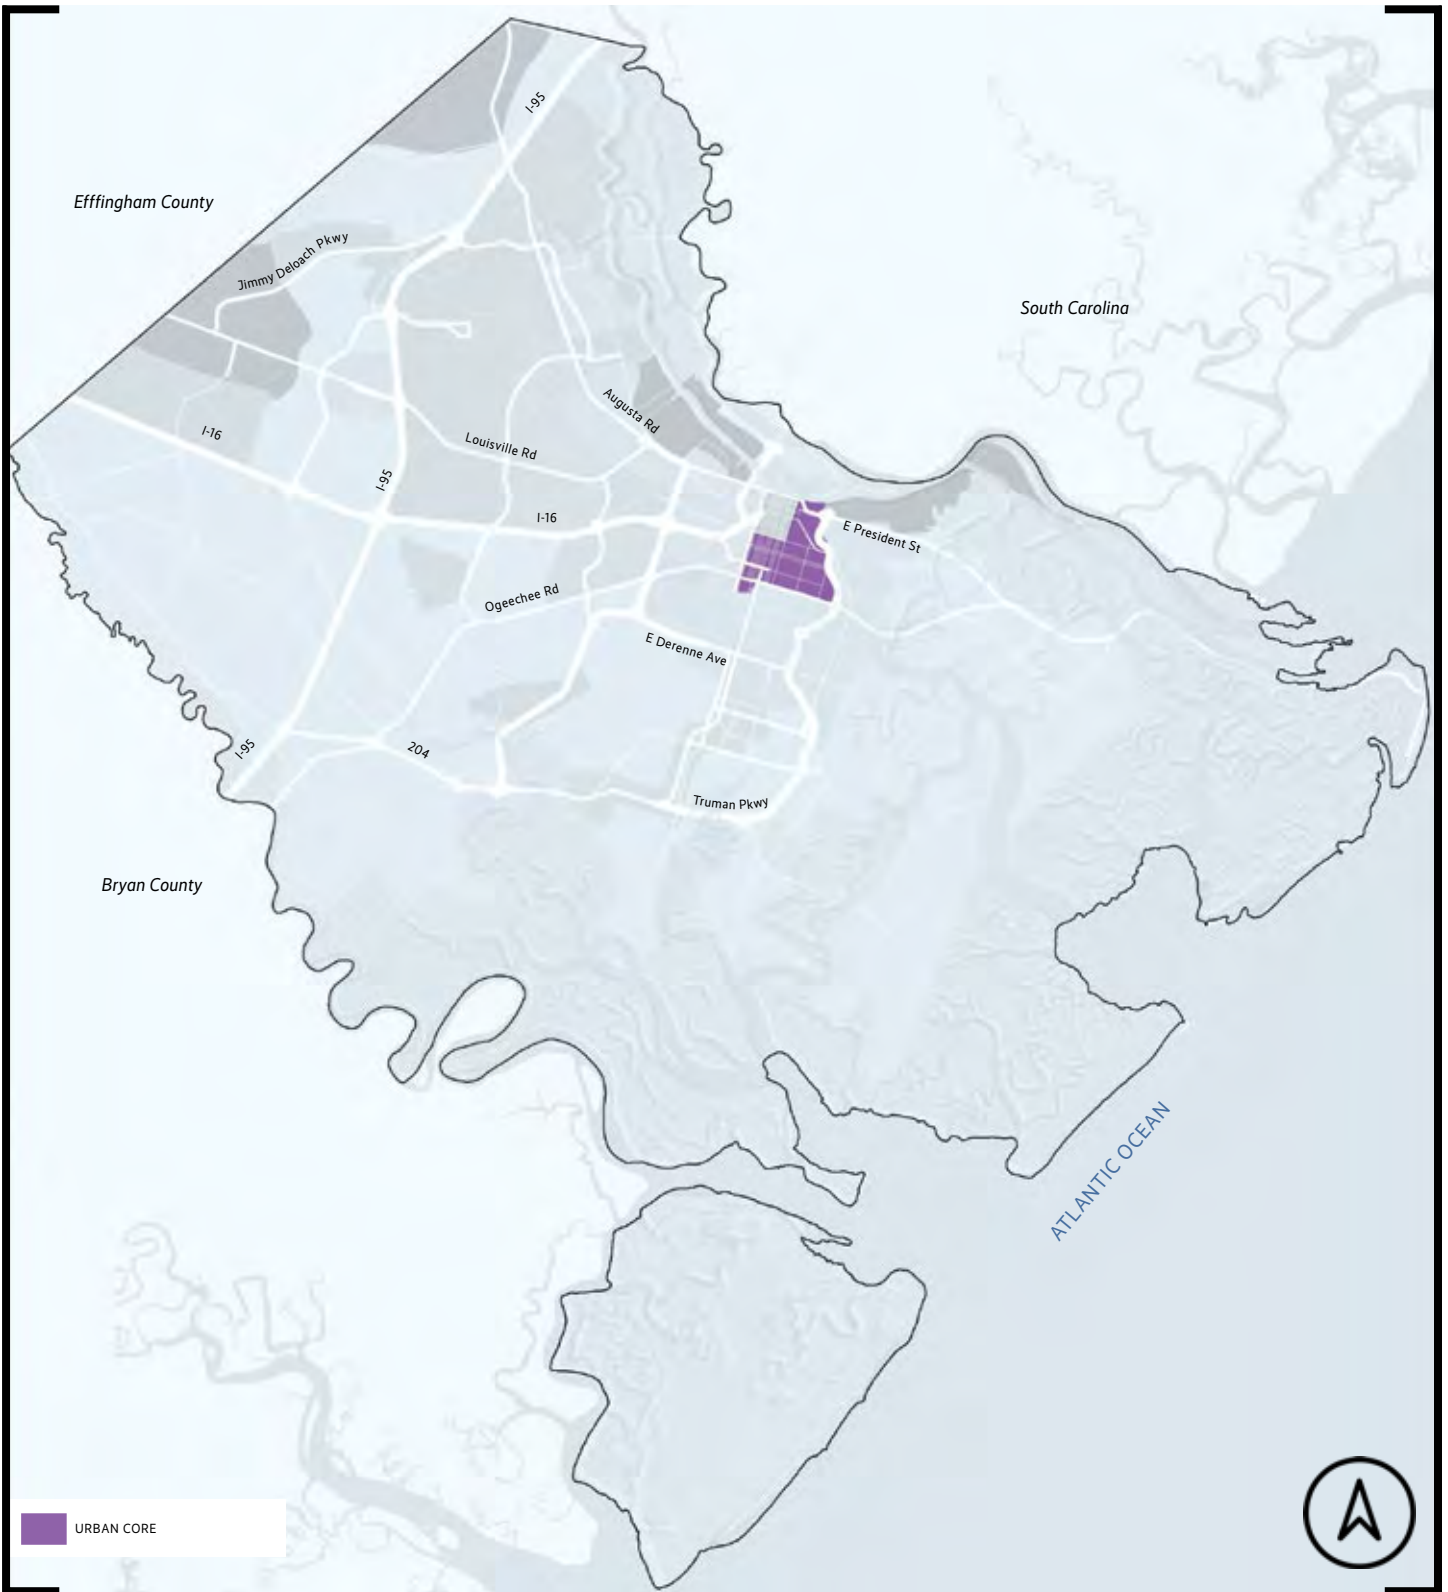 I-95
Efffingham County
Jimmy Deloach Pkwy
South Carolina
Augusta Rd
I-16
Louisville Rd
I-95
I-16
E President St
Ogeechee Rd
E Derenne Ave
I-95
204
Truman Pkwy
Bryan County
ATLANTIC OCEAN
URBAN CORE